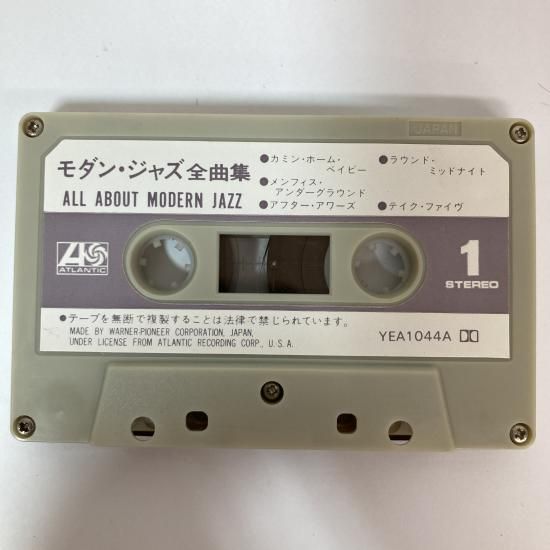 JAPAN
モダン・ジャズ全曲集
ALL ABOUT MODERN JAZZ
●カミン・ホーム・
ベイビー
●メンフィス・
アンダーグラウンド
●アフター・アワーズ
●ラウンド・
ミッドナイト
●テイク・ファイヴ
ATLANTIC
1
STEREO
●テープを無断で複製することは法律で禁じられています。
MADE BY WARNER-PIONEER CORPORATION, JAPAN,
UNDER LICENSE FROM ATLANTIC RECORDING CORP., U.S.A.
YEA1044A